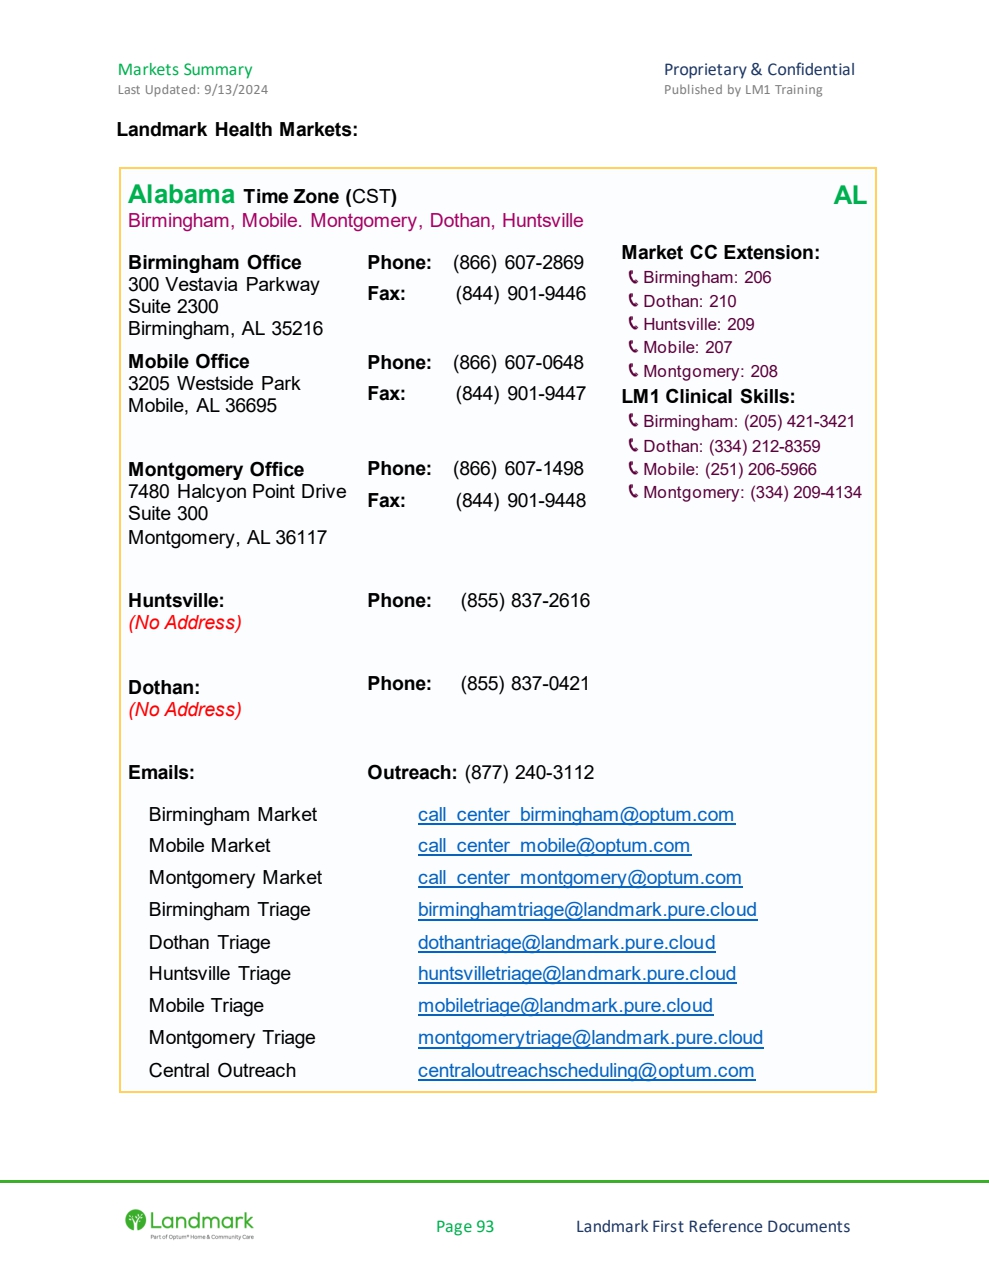 Markets Summary
Proprietary & Confidential
Last Updated: 9/13/2024
Published by LM1 Training
Landmark Health Markets:
Alabama Time Zone (CST)
AL
Birmingham, Mobile. Montgomery, Dothan, Huntsville
Birmingham Office
300 Vestavia Parkway
Suite 2300
Birmingham, AL 35216
Phone: (866) 607-2869
Fax: (844) 901-9446
Mobile Office
3205 Westside Park
Mobile, AL 36695
Phone: (866) 607-0648
Fax: (844) 901-9447
Montgomery Office
7480 Halcyon Point Drive
Suite 300
Montgomery, AL 36117
Phone: (866) 607-1498
Fax: (844) 901-9448
Market CC Extension:
Birmingham: 206
Dothan: 210
Huntsville: 209
Mobile: 207
Montgomery: 208
LM1 Clinical Skills:
Birmingham: (205) 421-3421
Dothan: (334) 212-8359
Mobile: (251) 206-5966
Montgomery: (334) 209-4134
Huntsville:
(No Address)
Phone: (855) 837-2616
Dothan:
(No Address)
Phone: (855) 837-0421
Emails:
Outreach: (877) 240-3112
Birmingham Market call_center_birmingham@optum.com
Mobile Market call_center_mobile@optum.com
Montgomery Market call_center_montgomery@optum.com
Birmingham Triage birminghamtriage@landmark.pure.cloud
Dothan Triage dothantriage@landmark.pure.cloud
Huntsville Triage huntsvilletriage@landmark.pure.cloud
Mobile Triage mobiletriage@landmark.pure.cloud
Montgomery Triage montgomerytriage@landmark.pure.cloud
Central Outreach centraloutreachscheduling@optum.com
Landmark
Part of Optum® Home & Community Care
Page 93
Landmark First Reference Documents